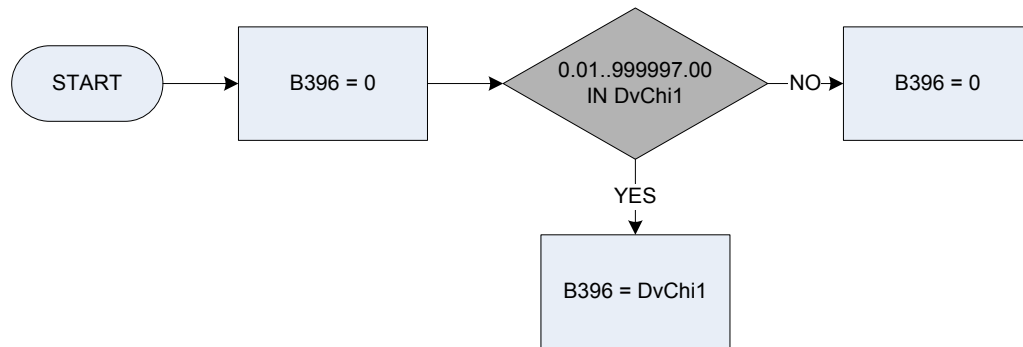 START
B396 = 0
0.01..999997.00
IN DvChi1
NO
B396 = 0
YES
B396 = DvChi1